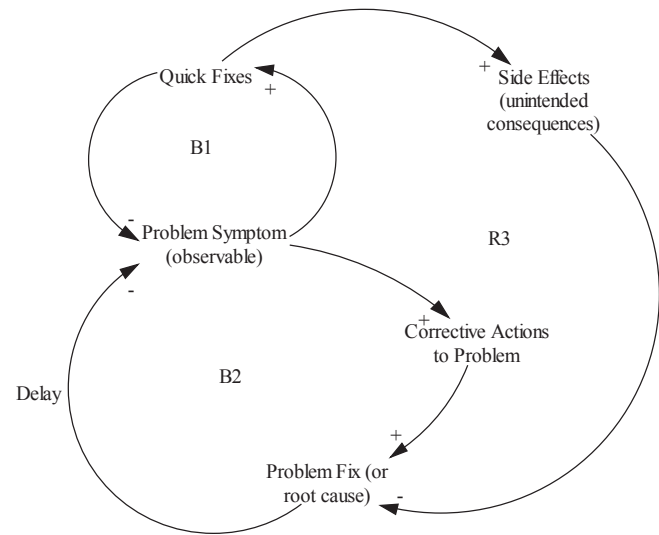 Quick Fixes
+
+
Side Effects
(unintended
consequences)
B1
-
Problem Symptom
(observable)
-
R3
+
Corrective Actions
to Problem
B2
Delay
+
Problem Fix (or
root cause)
-